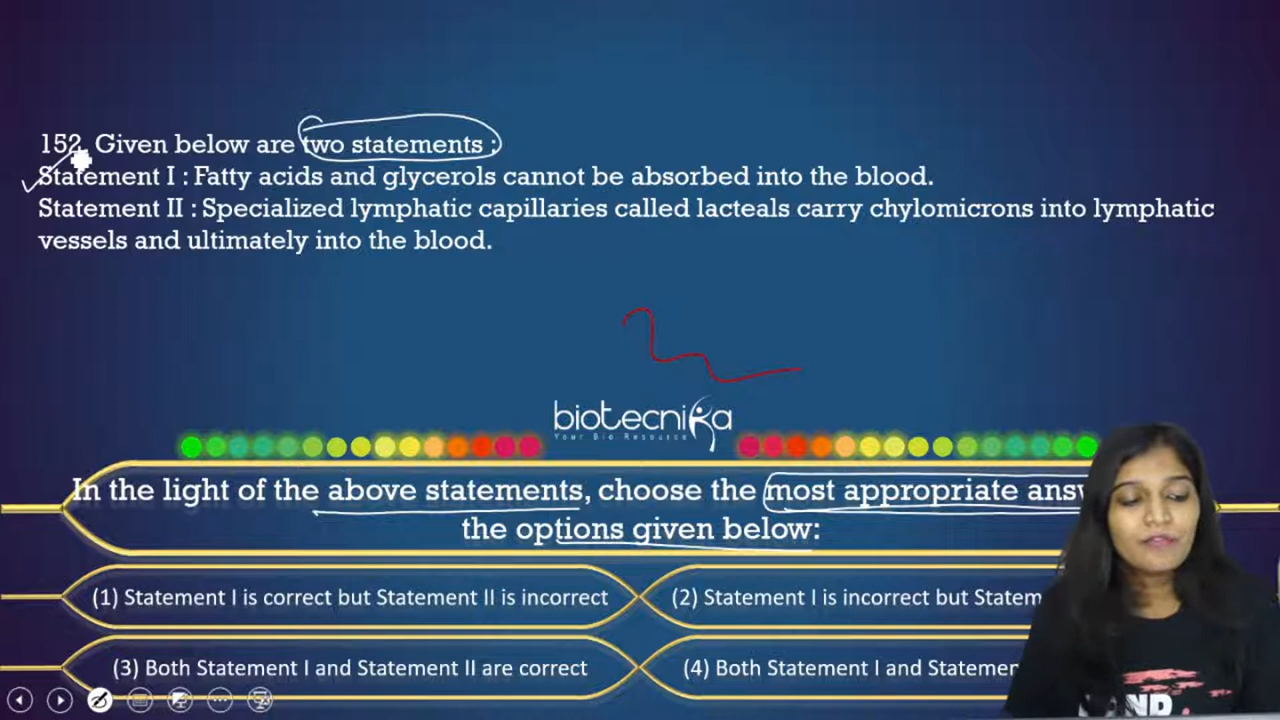 152. Given below are two statements :
Statement I : Fatty acids and glycerols cannot be absorbed into the blood.
Statement II : Specialized lymphatic capillaries called lacteals carry chylomicrons into lymphatic
vessels and ultimately into the blood.
biotecnika
Your Bio Resource
In the light of the above statements, choose the most appropriate
the options given below:
(1) Statement I is correct but Statement II is incorrect
(2) Statement I is incorrect but
(3) Both Statement I and Statement II are correct
(4) Both Statement I and